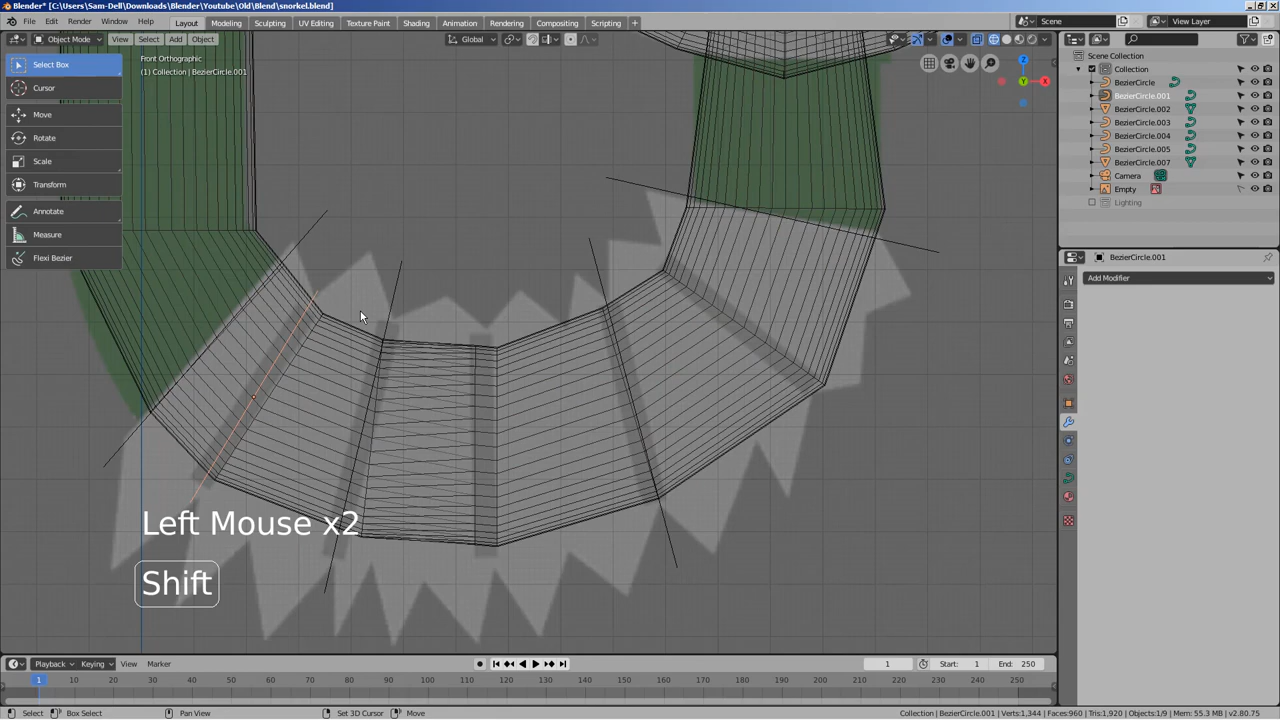 Blender* [C:\Users\Sam-Dell\Downloads\Blender\Youtube\Old\Blend\snorkel.blend]
File Edit Render Window Help Layout Modeling Sculpting UV Editing Texture Paint Shading Animation Rendering Compositing Scripting + Scene View Layer
Object Mode View Select Add Object Global
Front Orthographic
(1) Collection | BezierCircle.001
Select Box
Cursor
Move
Rotate
Scale
Transform
Annotate
Measure
Flexi Bezier
Z
Y
X
Scene Collection
Collection
BezierCircle
BezierCircle.001
BezierCircle.002
BezierCircle.003
BezierCircle.004
BezierCircle.005
BezierCircle.007
Camera
Empty
Lighting
BezierCircle.001
Add Modifier
Left Mouse x2
Shift
Playback Keying View Marker 1 Start: 1 End: 250
1 10 20 30 40 50 60 70 80 90 100 110 120 130 140 150 160 170 180 190 200 210 220 230 240 250
Select Box Select Pan View Set 3D Cursor Move Collection | BezierCircle.001 | Verts:1,344 | Faces:960 | Tris:1,920 | Objects:1/9 | Mem: 55.3 MB | v2.80.75